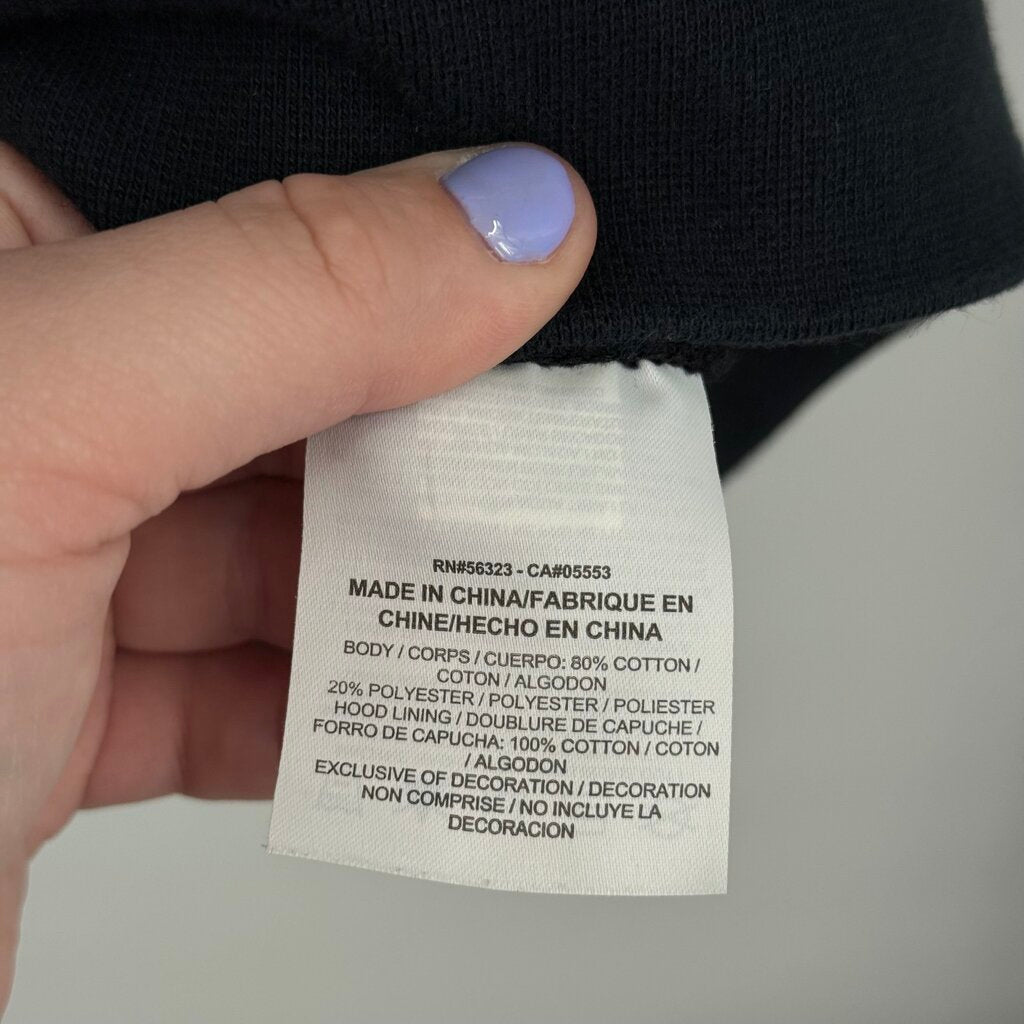 RN#56323 - CA#05553
MADE IN CHINA/FABRIQUE EN
CHINE/HECHO EN CHINA
BODY / CORPS / CUERPO: 80% COTTON /
COTON / ALGODON
20% POLYESTER / POLYESTER / POLIESTER
HOOD LINING / DOUBLURE DE CAPUCHE /
FORRO DE CAPUCHA: 100% COTTON / COTON
/ ALGODON
EXCLUSIVE OF DECORATION / DECORATION
NON COMPRISE / NO INCLUYE LA
DECORACION